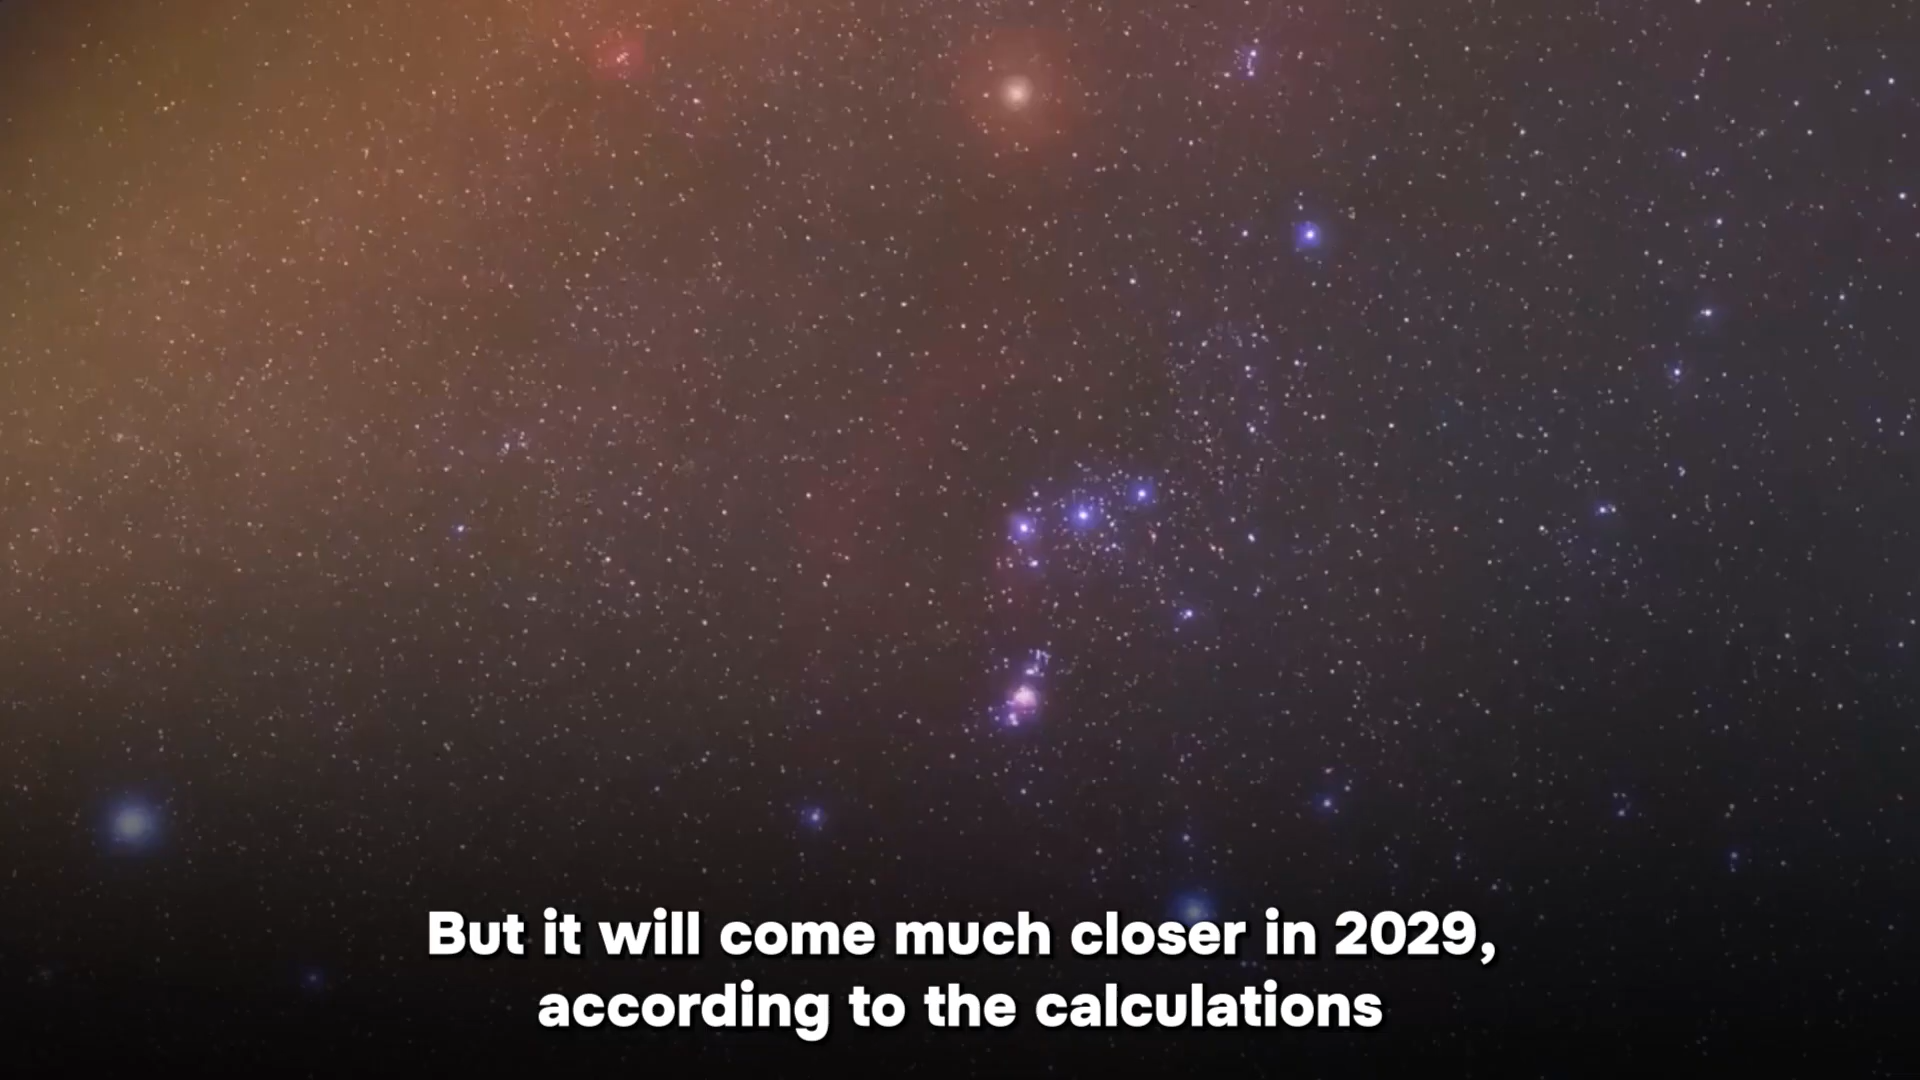 But it will come much closer in 2029,
according to the calculations